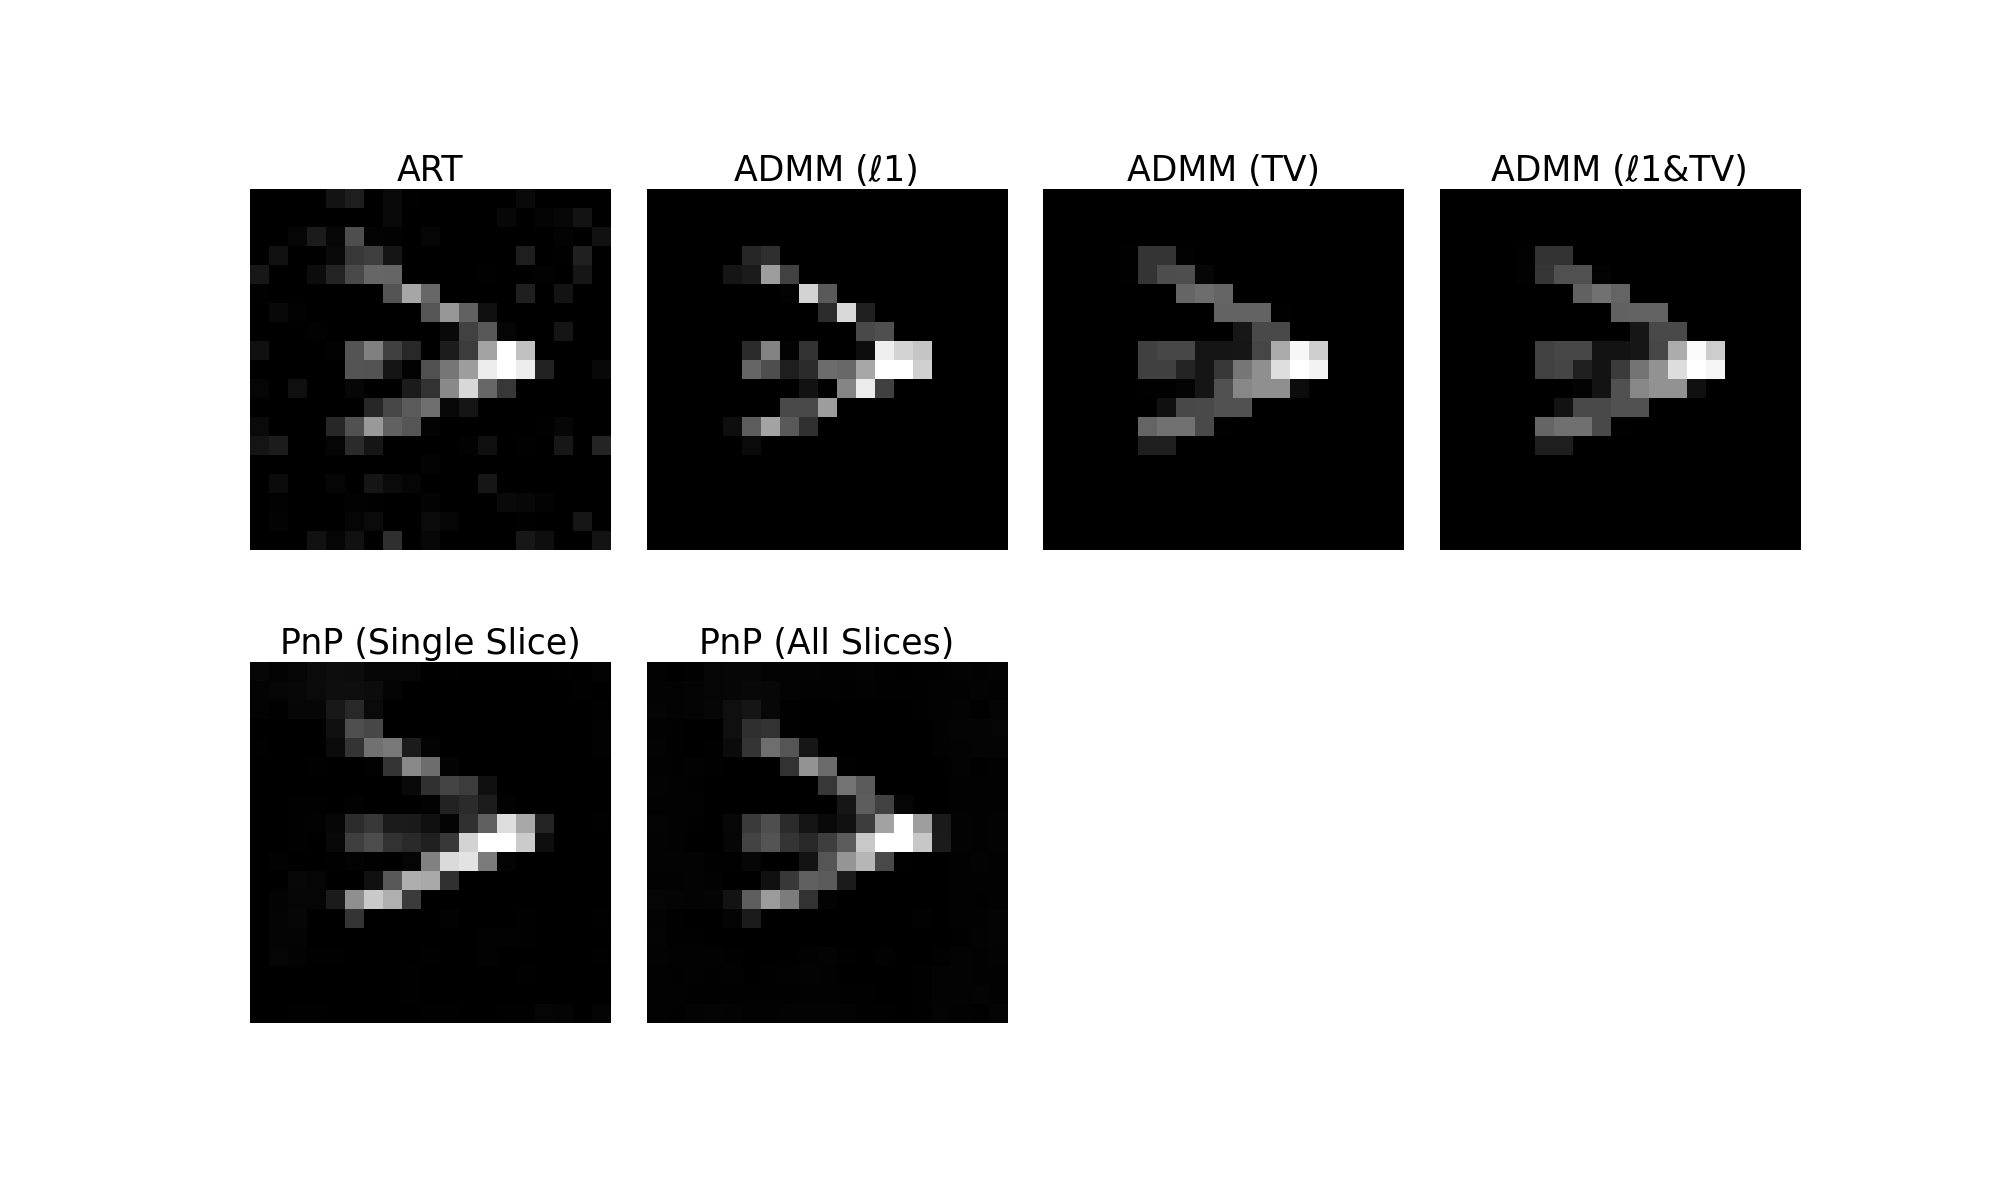 ART
ADMM (ℓ1)
ADMM (TV)
ADMM (ℓ1&TV)
PnP (Single Slice)
PnP (All Slices)